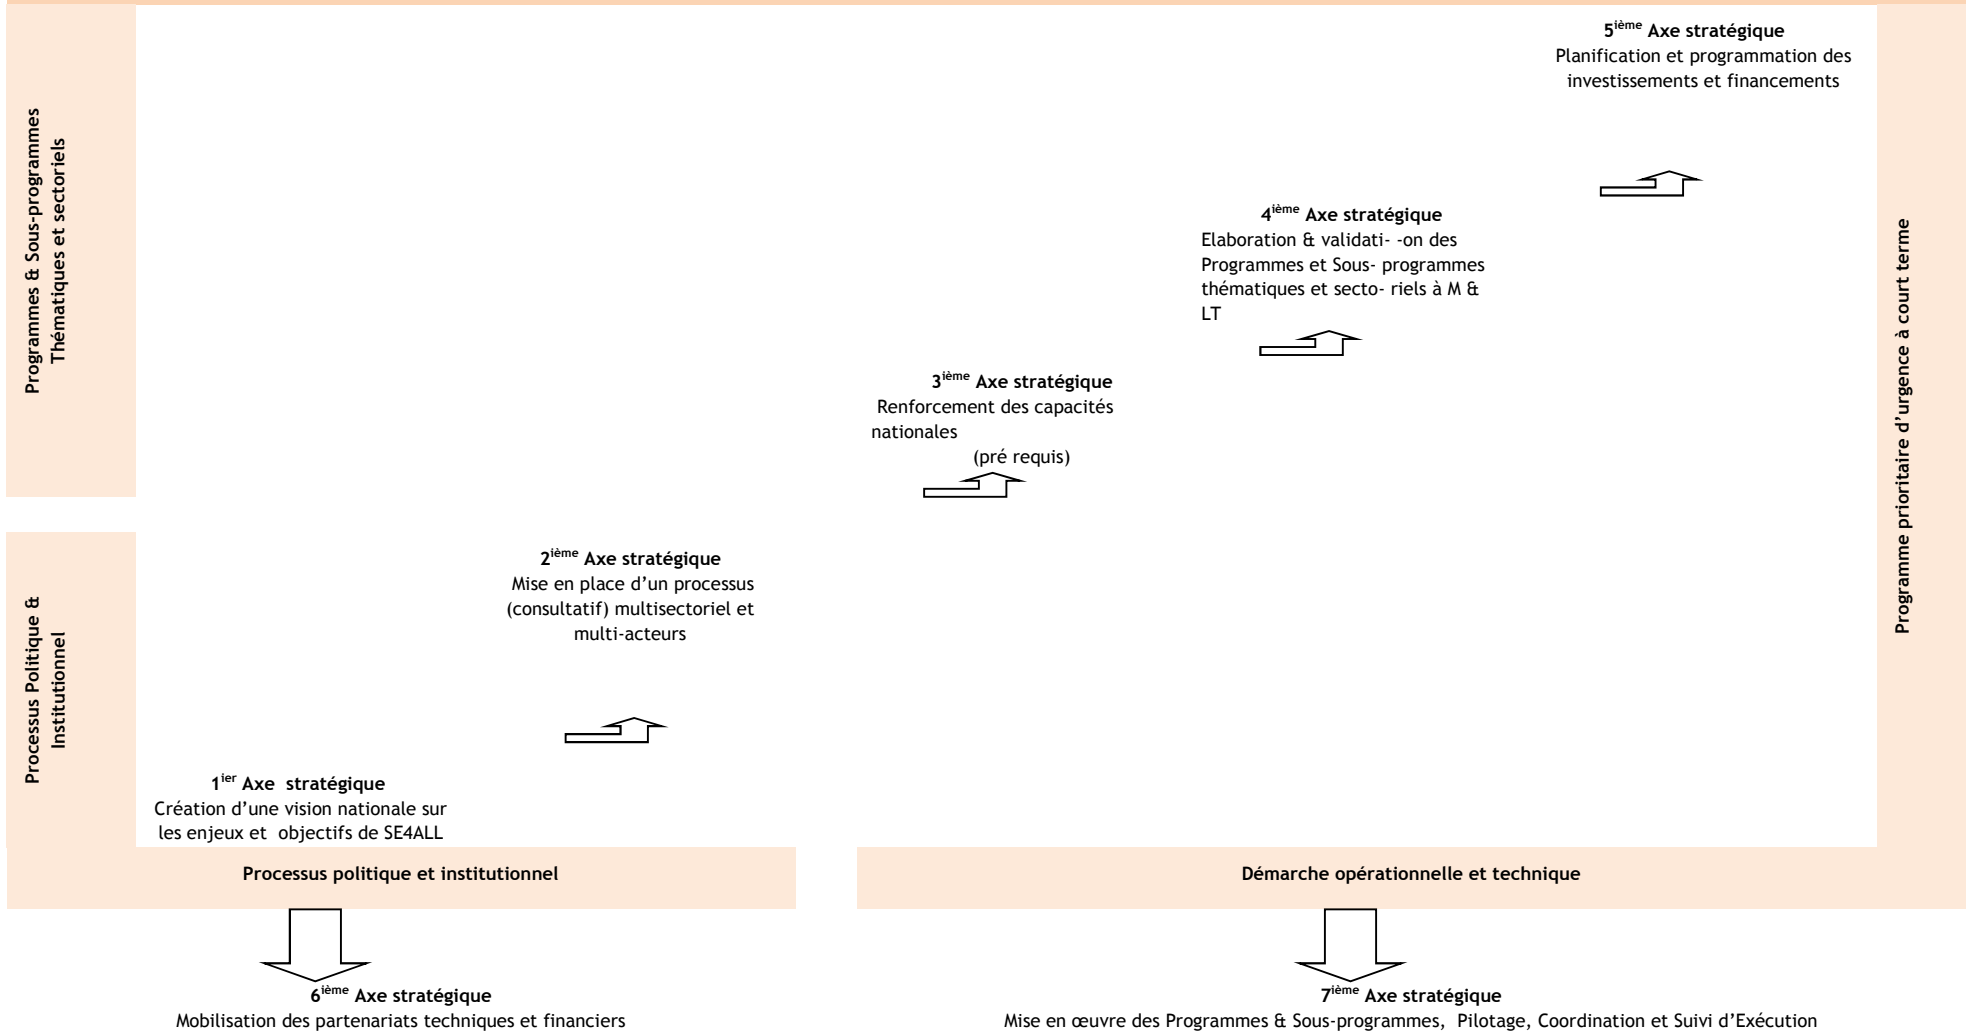 Programmes & Sous-programmes
Thématiques et sectoriels
5ième Axe stratégique
Planification et programmation des
investissements et financements
4ième Axe stratégique
Elaboration & validati- -on des
Programmes et Sous- programmes
thématiques et secto- riels à M &
LT
3ième Axe stratégique
Renforcement des capacités
nationales
(pré requis)
Programme prioritaire d’urgence à court terme
Processus Politique &
Institutionnel
2ième Axe stratégique
Mise en place d’un processus
(consultatif) multisectoriel et
multi-acteurs
1ier Axe  stratégique
Création d’une vision nationale sur
les enjeux et  objectifs de SE4ALL
Processus politique et institutionnel
Démarche opérationnelle et technique
6ième Axe stratégique
Mobilisation des partenariats techniques et financiers
7ième Axe stratégique
Mise en œuvre des Programmes & Sous-programmes,  Pilotage, Coordination et Suivi d’Exécution